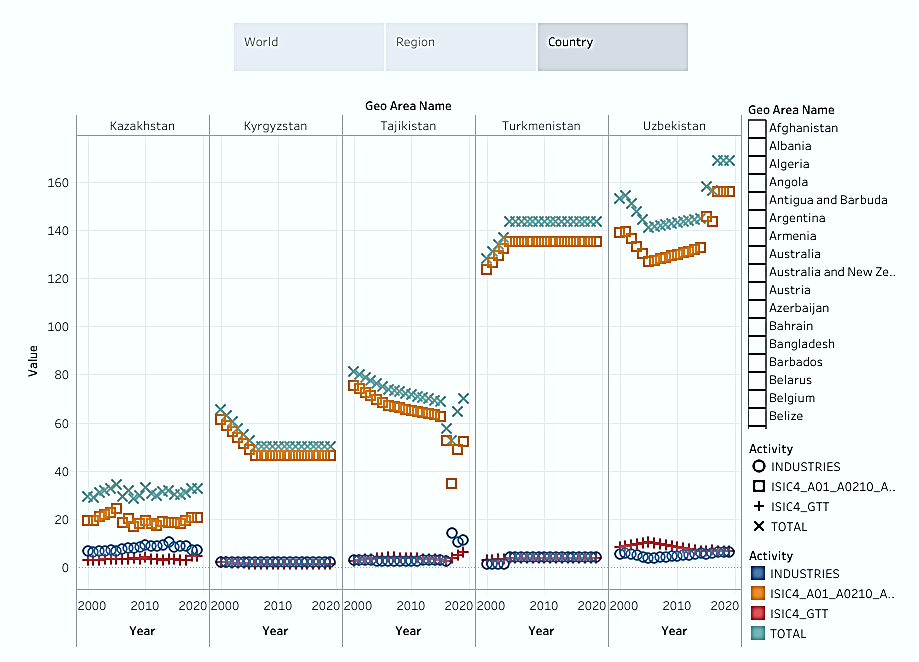 World Region Country
Geo Area Name
Kazakhstan Kyrgyzstan Tajikistan Turkmenistan Uzbekistan
Value
160
140
120
100
80
60
40
20
0
2000 2010 2020 2000 2010 2020 2000 2010 2020 2000 2010 2020 2000 2010 2020
Year Year Year Year Year
Geo Area Name
Afghanistan
Albania
Algeria
Angola
Antigua and Barbuda
Argentina
Armenia
Australia
Australia and New Ze..
Austria
Azerbaijan
Bahrain
Bangladesh
Barbados
Belarus
Belgium
Belize
Activity
INDUSTRIES
ISIC4_A01_A0210_A..
ISIC4_GTT
TOTAL
Activity
INDUSTRIES
ISIC4_A01_A0210_A..
ISIC4_GTT
TOTAL